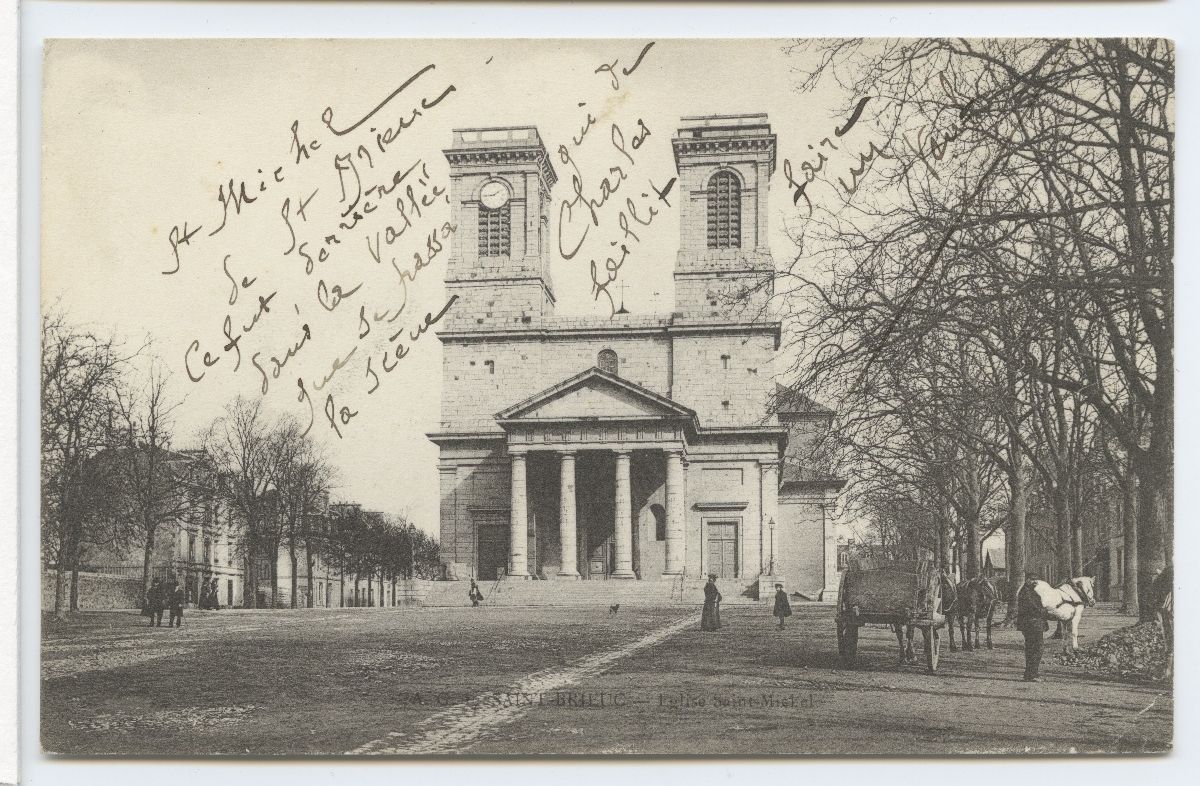 St Michel
de St Brieuc
Ce fut derrière
dans la vallée
que se passa
la scène
qui de
Charles
faillit
faire
un
A. G. SAINT-BRIEUC — Eglise Saint-Michel